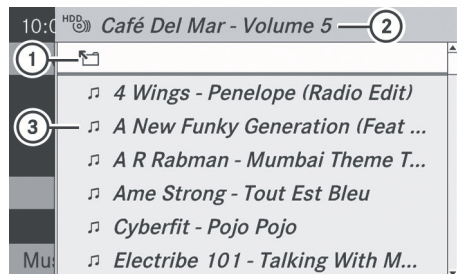 10:0 HDD Café Del Mar - Volume 5 2
1
4 Wings - Penelope (Radio Edit)
3 A New Funky Generation (Feat ...
A R Rabman - Mumbai Theme T...
Ame Strong - Tout Est Bleu
Cyberfit - Pojo Pojo
Mus Electribe 101 - Talking With M...